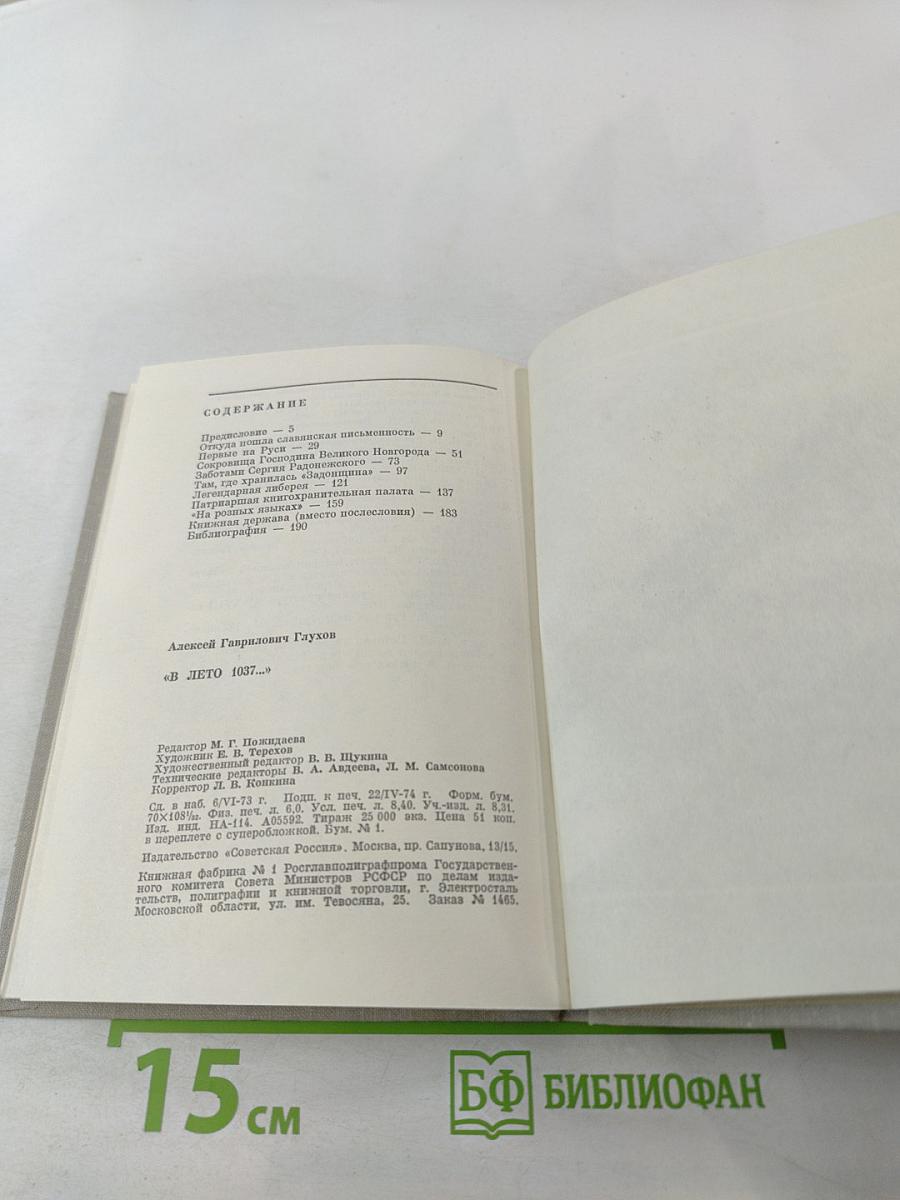 СОДЕРЖАНИЕ
Предисловие — 5
Откуда пошла славянская письменность — 9
Первые на Руси — 29
Сокровища Господина Великого Новгорода — 51
Заботами Сергия Радонежского — 73
Там, где хранилась «Задонщина» — 97
Легендарная либерея — 121
Патриаршая книгохранительная палата — 137
«На розных языках» — 159
Книжная держава (вместо послесловия) — 183
Библиография — 190
Алексей Гаврилович Глухов
«В ЛЕТО 1037...»
Редактор М. Г. Пожидаева
Художник Е. В. Терехов
Художественный редактор В. В. Щукина
Технические редакторы В. А. Авдеева, Л. М. Самсонова
Корректор Л. В. Конкина
Сд. в наб. 6/VI-73 г. Подп. к печ. 22/IV-74 г. Форм. бум.
70×108¹/₃₂. Физ. печ. л. 6,0. Усл. печ. л. 8,40. Уч.-изд. л. 8,31.
Изд. инд. НА-114. А05592. Тираж 25 000 экз. Цена 51 коп.
в переплете с суперобложкой. Бум. № 1.
Издательство «Советская Россия». Москва, пр. Сапунова, 13/15.
Книжная фабрика № 1 Росглавполиграфпрома Государствен-
ного комитета Совета Министров РСФСР по делам изда-
тельств, полиграфии и книжной торговли, г. Электросталь
Московской области, ул. им. Тевосяна, 25. Заказ № 1465.
15 см
БФ БИБЛИОФАН